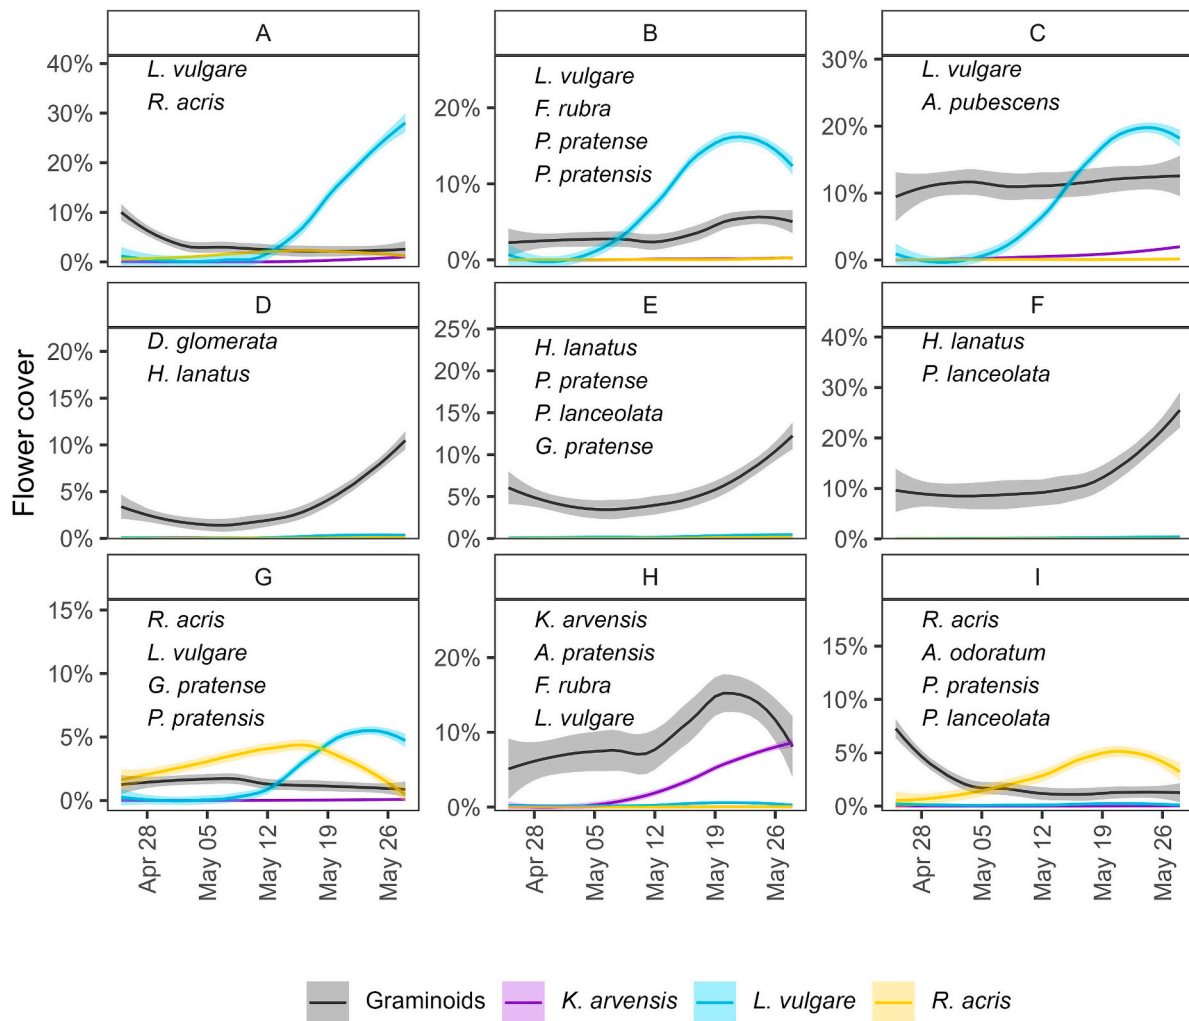 A
40%
30%
20%
10%
0%
L. vulgare
R. acris
B
20%
10%
0%
L. vulgare
F. rubra
P. pratense
P. pratensis
C
30%
20%
10%
0%
L. vulgare
A. pubescens
Flower cover
D
20%
15%
10%
5%
0%
D. glomerata
H. lanatus
E
25%
20%
15%
10%
5%
0%
H. lanatus
P. pratense
P. lanceolata
G. pratense
F
40%
30%
20%
10%
0%
H. lanatus
P. lanceolata
G
15%
10%
5%
0%
R. acris
L. vulgare
G. pratense
P. pratensis
Apr 28
May 05
May 12
May 19
May 26
H
20%
10%
0%
K. arvensis
A. pratensis
F. rubra
L. vulgare
Apr 28
May 05
May 12
May 19
May 26
I
15%
10%
5%
0%
R. acris
A. odoratum
P. pratensis
P. lanceolata
Apr 28
May 05
May 12
May 19
May 26
Graminoids K. arvensis L. vulgare R. acris